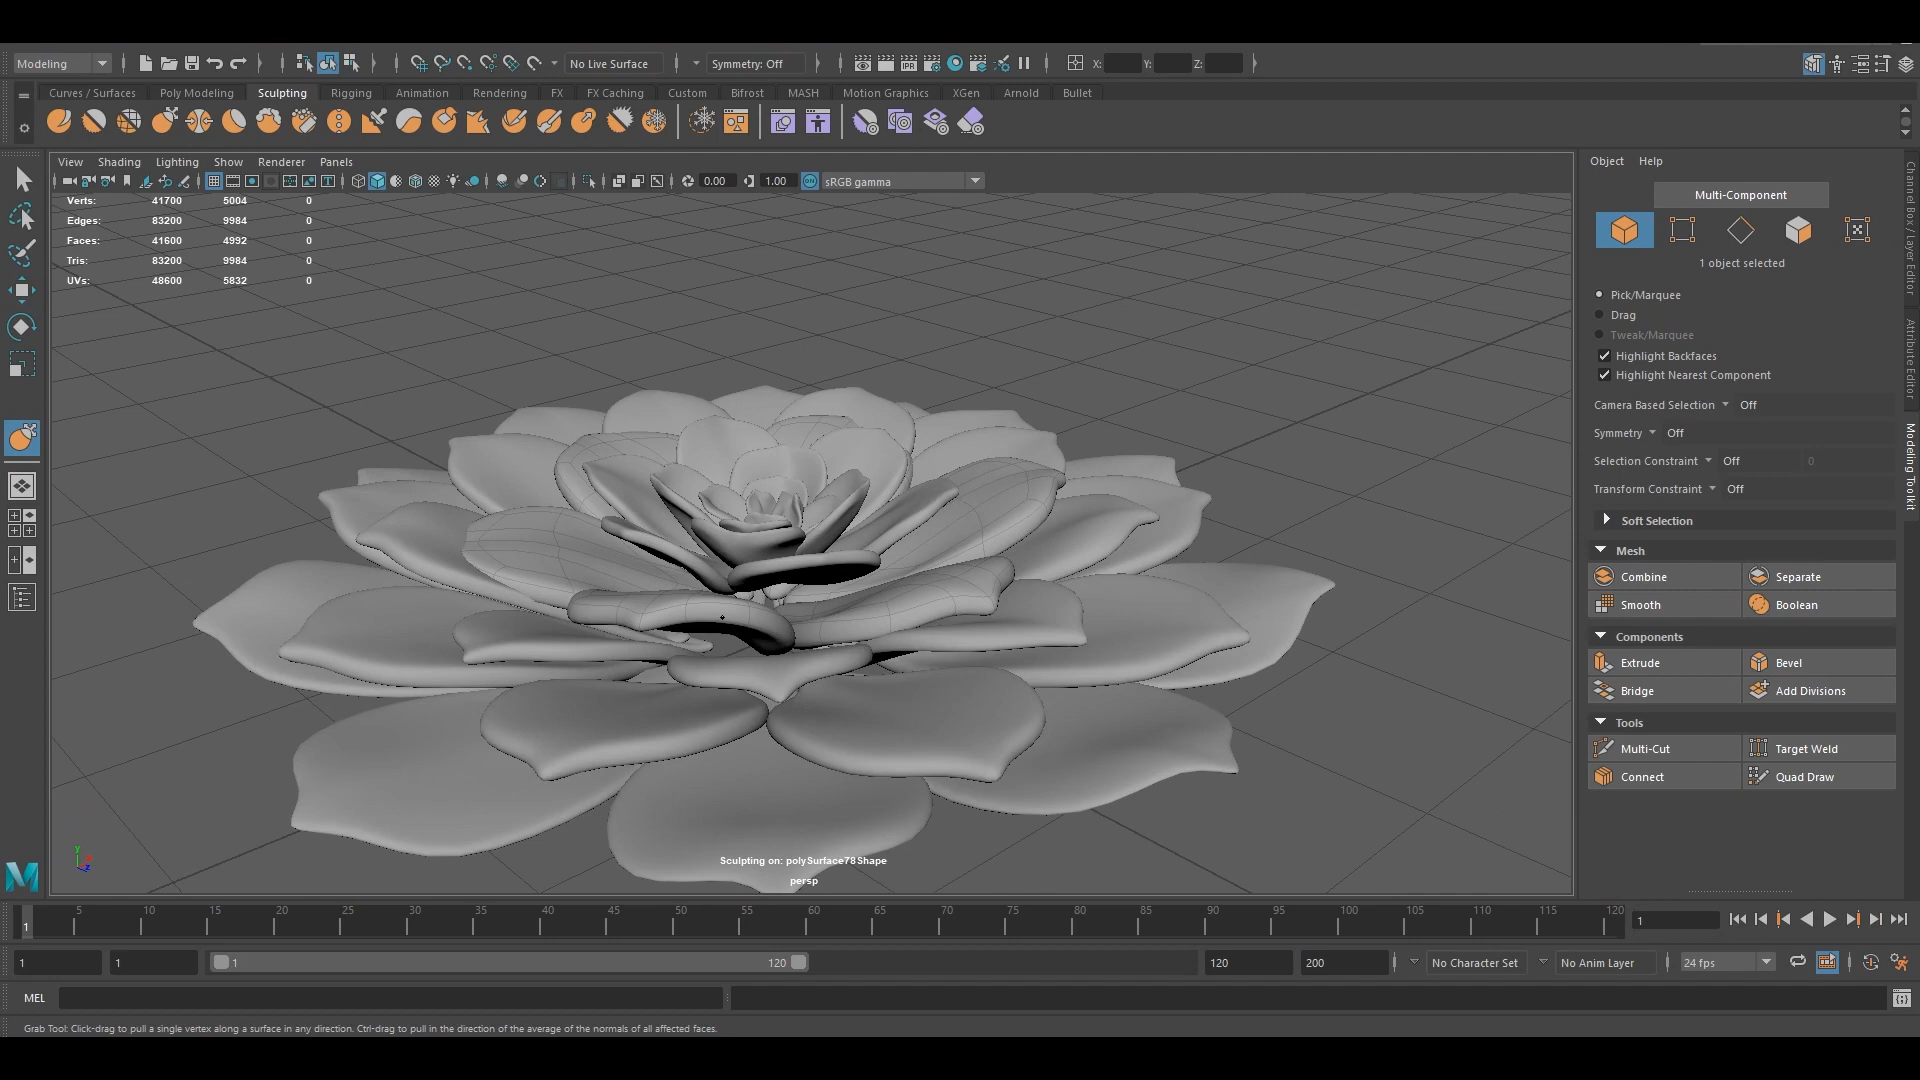 Modeling No Live Surface Symmetry: Off X: Y: Z:
Curves / Surfaces Poly Modeling Sculpting Rigging Animation Rendering FX FX Caching Custom Bifrost MASH Motion Graphics XGen Arnold Bullet
IPR
View Shading Lighting Show Renderer Panels
0.00 1.00 ON sRGB gamma
Verts: 41700 5004 0
Edges: 83200 9984 0
Faces: 41600 4992 0
Tris: 83200 9984 0
UVs: 48600 5832 0
Sculpting on: polySurface78Shape
persp
y
z
Object Help
Multi-Component
1 object selected
Pick/Marquee
Drag
Tweak/Marquee
Highlight Backfaces
Highlight Nearest Component
Camera Based Selection Off
Symmetry Off
Selection Constraint Off 0
Transform Constraint Off
Soft Selection
Mesh
Combine Separate
Smooth Boolean
Components
Extrude Bevel
Bridge Add Divisions
Tools
Multi-Cut Target Weld
Connect Quad Draw
Channel Box / Layer Editor
Attribute Editor
Modeling Toolkit
M
1 5 10 15 20 25 30 35 40 45 50 55 60 65 70 75 80 85 90 95 100 105 110 115 120 1
1 1 1 120 120 200 No Character Set No Anim Layer 24 fps
MEL
Grab Tool: Click-drag to pull a single vertex along a surface in any direction. Ctrl-drag to pull in the direction of the average of the normals of all affected faces.